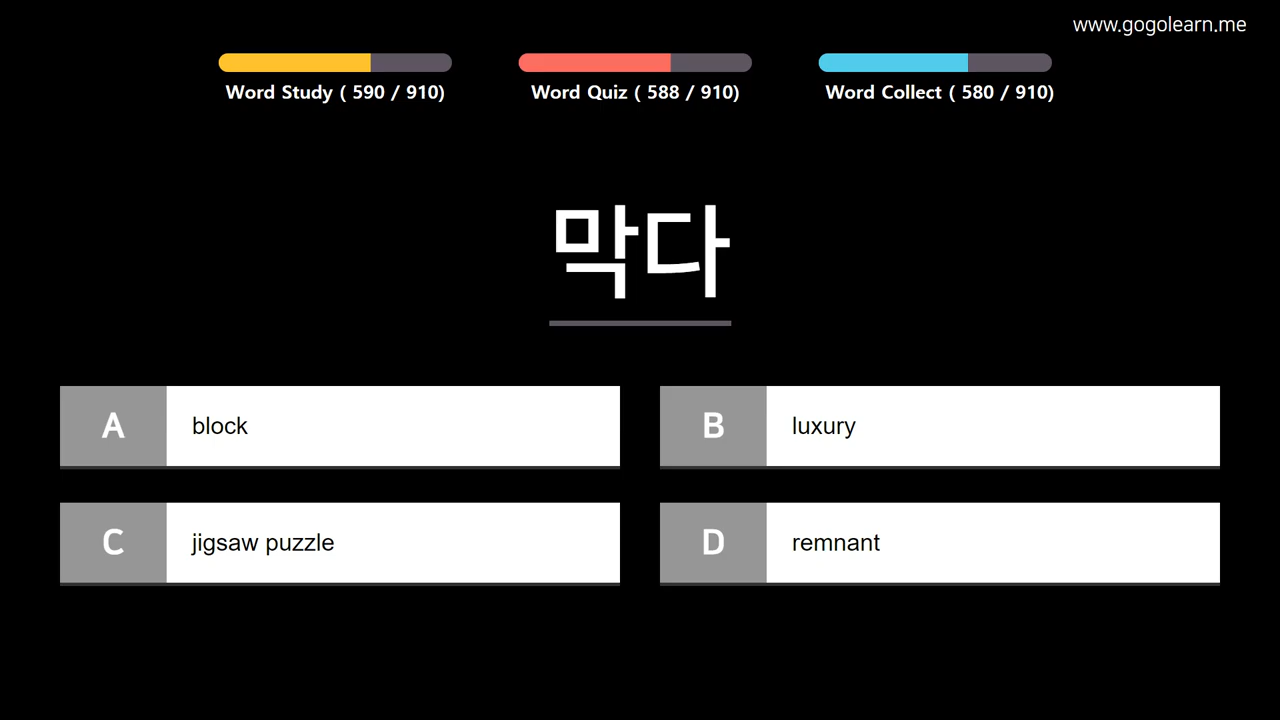 www.gogolearn.me
Word Study ( 590 / 910)
Word Quiz ( 588 / 910)
Word Collect ( 580 / 910)
막다
A block
B luxury
C jigsaw puzzle
D remnant